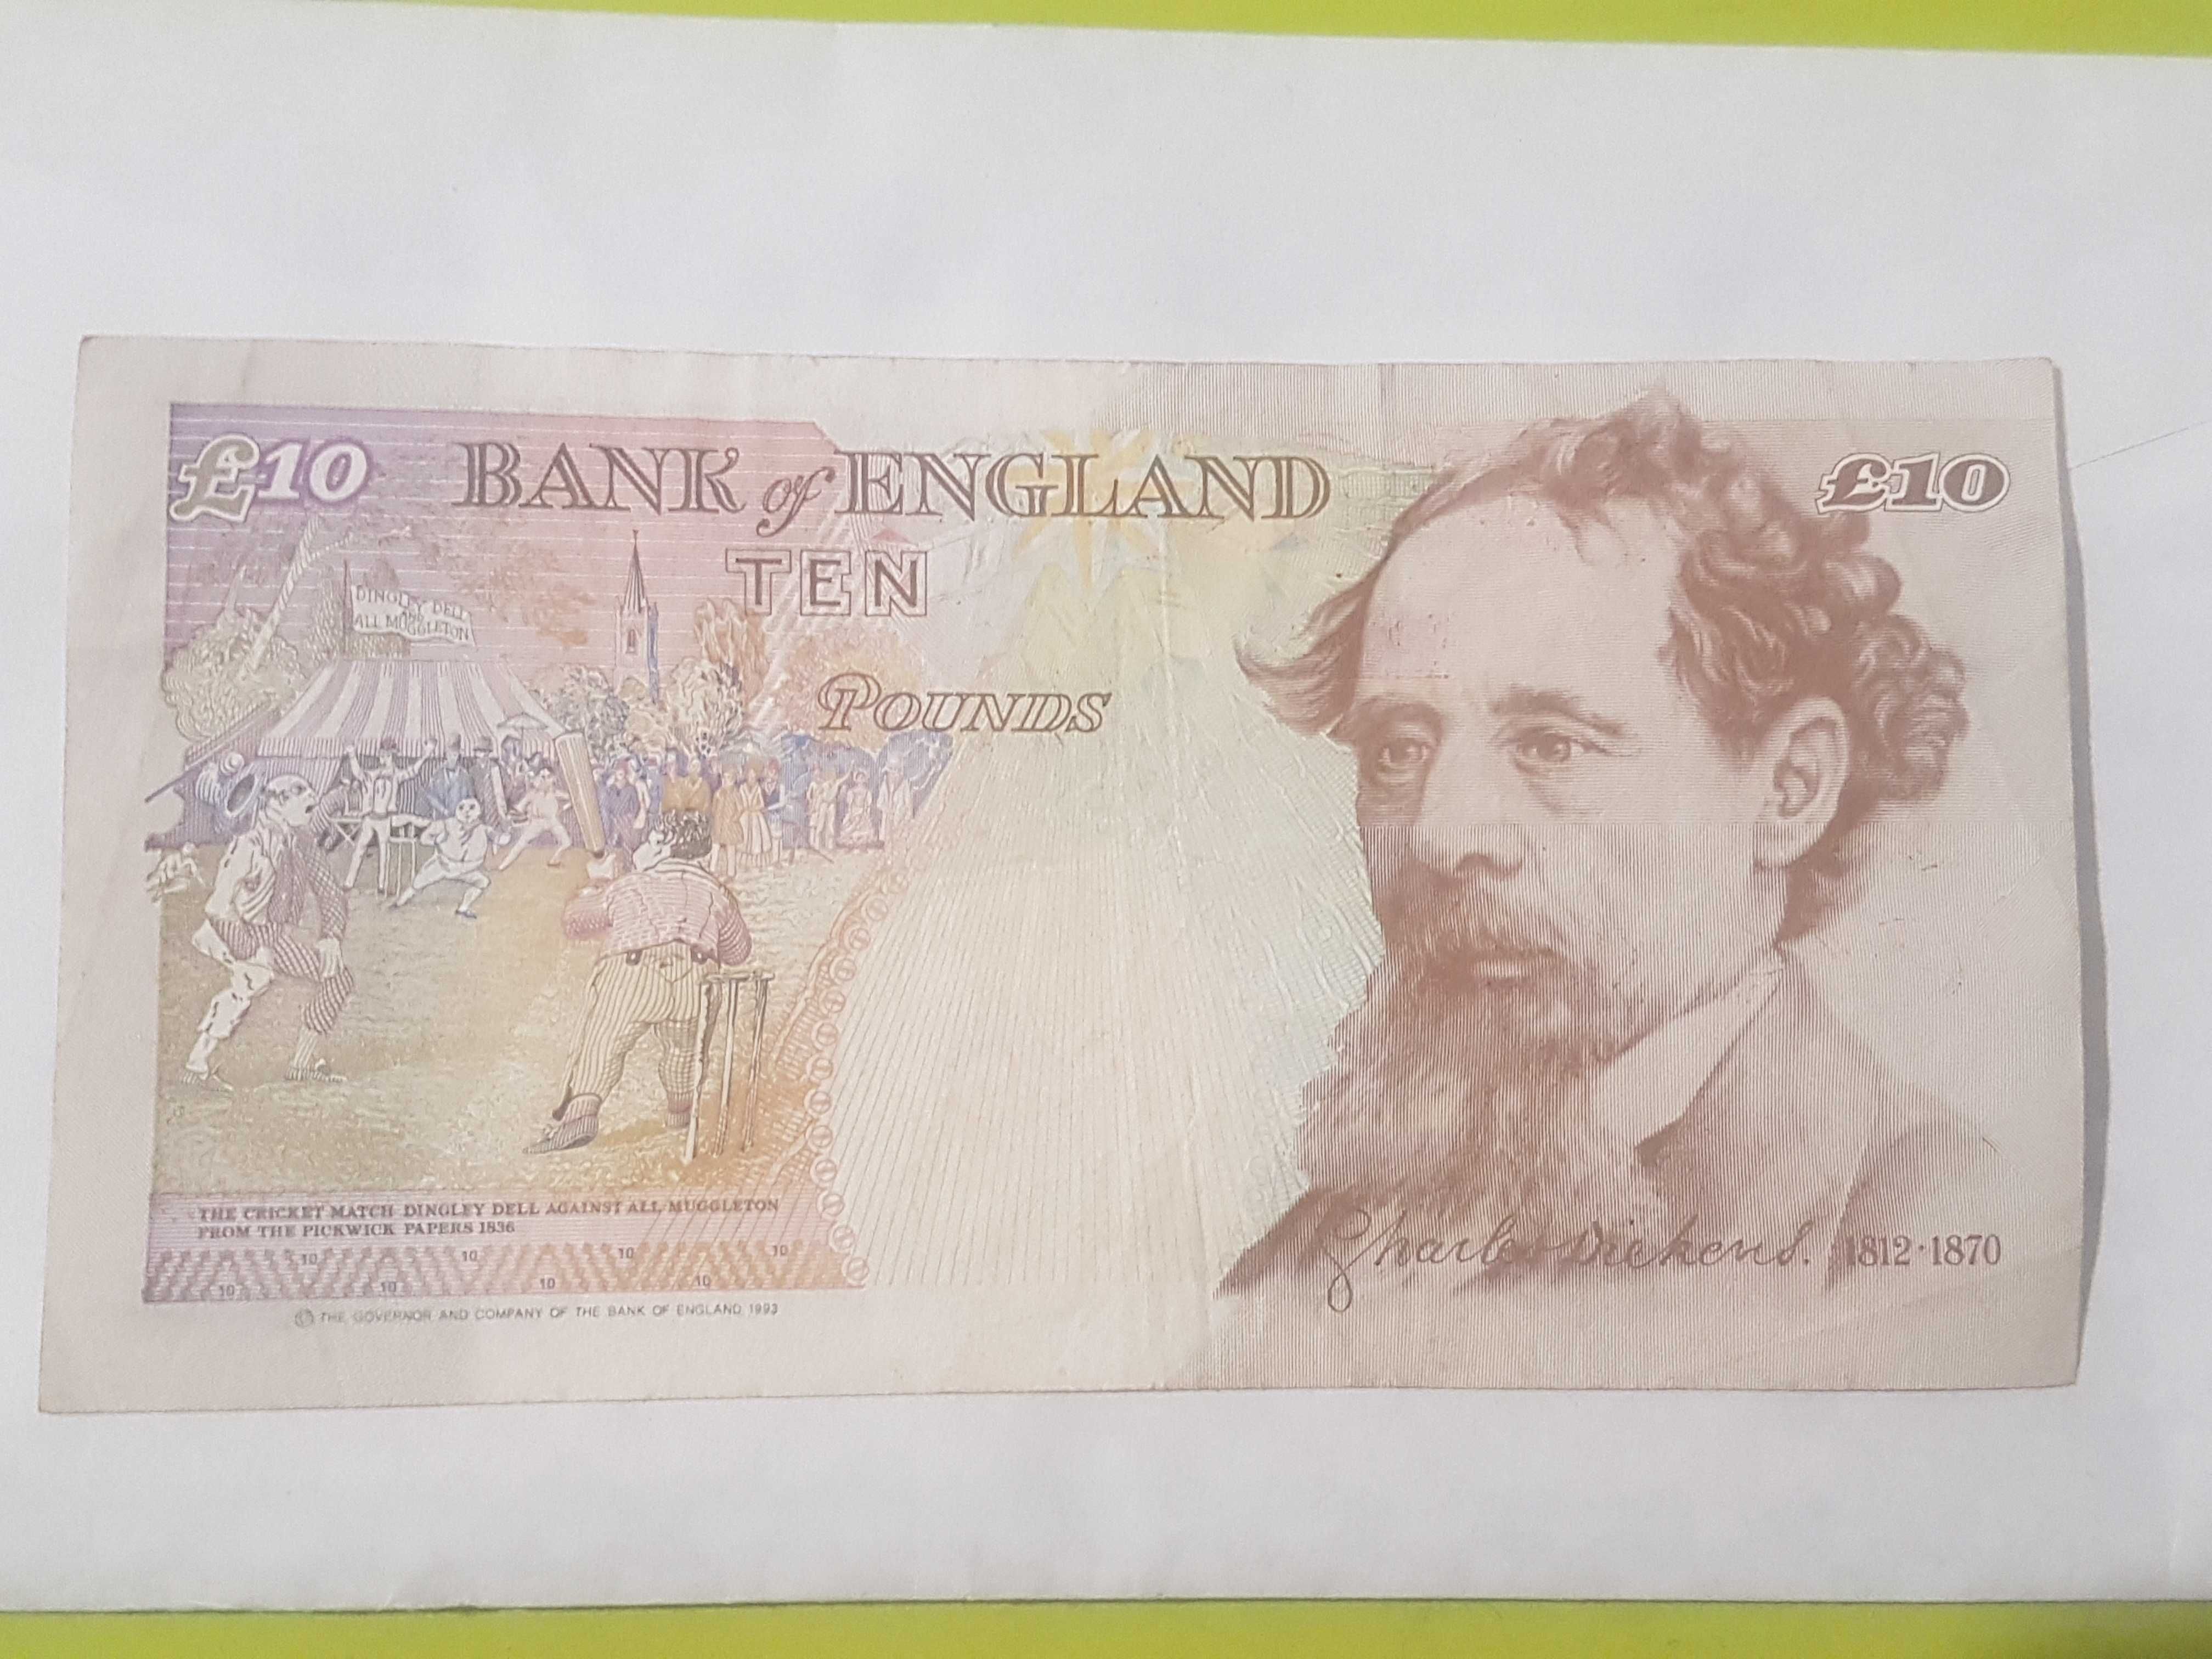 £10
BANK of ENGLAND
£10
TEN
POUNDS
DINGLEY DELL
AND
ALL MUGGLETON
THE CRICKET MATCH DINGLEY DELL AGAINST ALL-MUGGLETON
FROM THE PICKWICK PAPERS 1836
10 10 10 10
10 10 10 10
Charles Dickens. 1812·1870
© THE GOVERNOR AND COMPANY OF THE BANK OF ENGLAND 1993